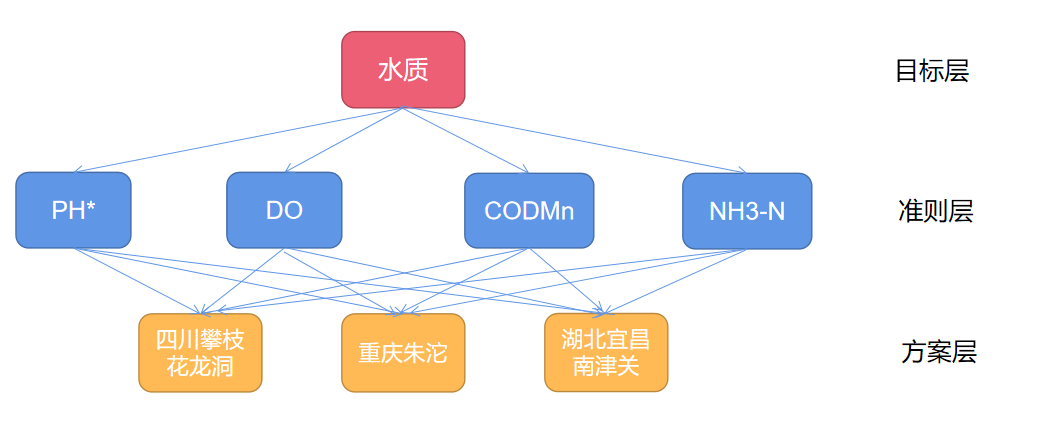 水质
目标层
PH*
DO
CODMn
NH3-N
准则层
四川攀枝
花龙洞
重庆朱沱
湖北宜昌
南津关
方案层